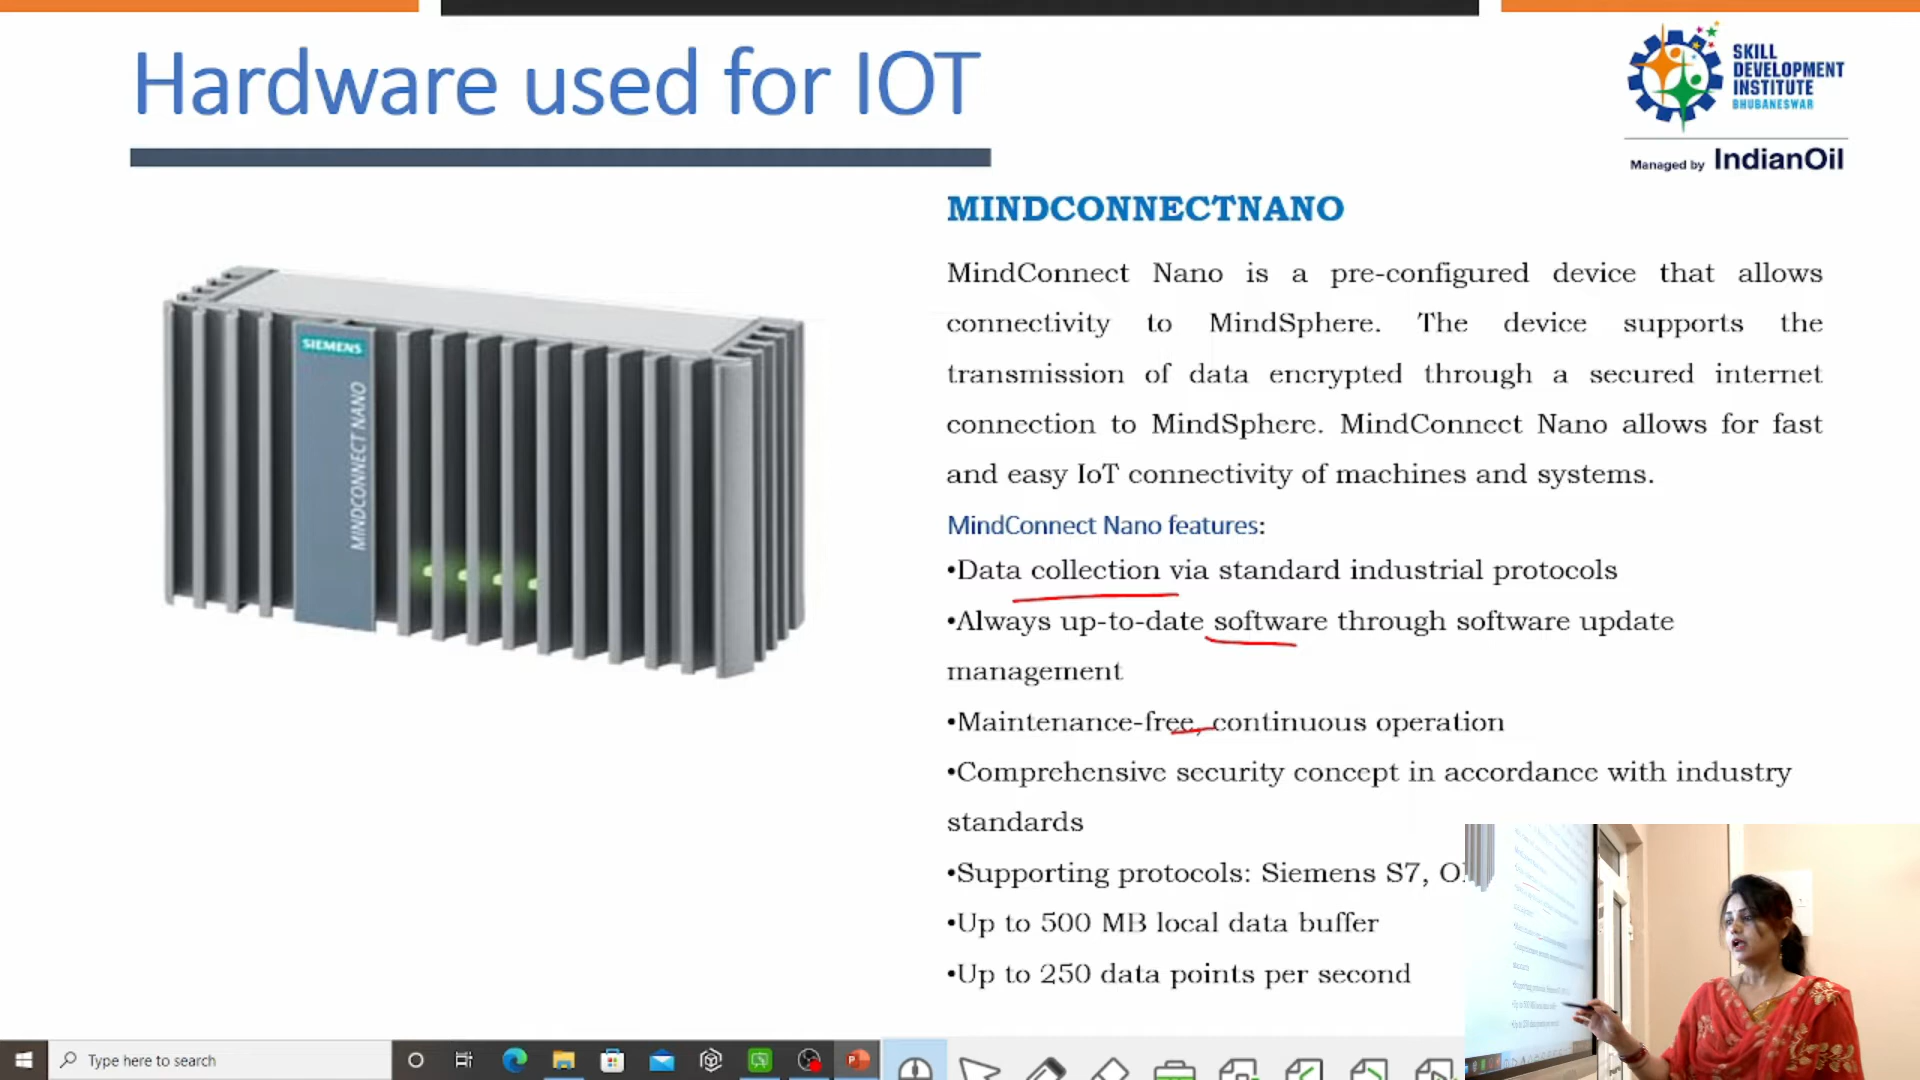 Hardware used for IOT
SKILL
DEVELOPMENT
INSTITUTE
BHUBANESWAR
Managed by IndianOil
MINDCONNECTNANO
MindConnect Nano is a pre-configured device that allows
connectivity to MindSphere. The device supports the
transmission of data encrypted through a secured internet
connection to MindSphere. MindConnect Nano allows for fast
and easy IoT connectivity of machines and systems.
MindConnect Nano features:
•Data collection via standard industrial protocols
•Always up-to-date software through software update
management
•Maintenance-free, continuous operation
•Comprehensive security concept in accordance with industry
standards
•Supporting protocols: Siemens S7,
•Up to 500 MB local data buffer
•Up to 250 data points per second
SIEMENS
MINDCONNECT NANO
Type here to search